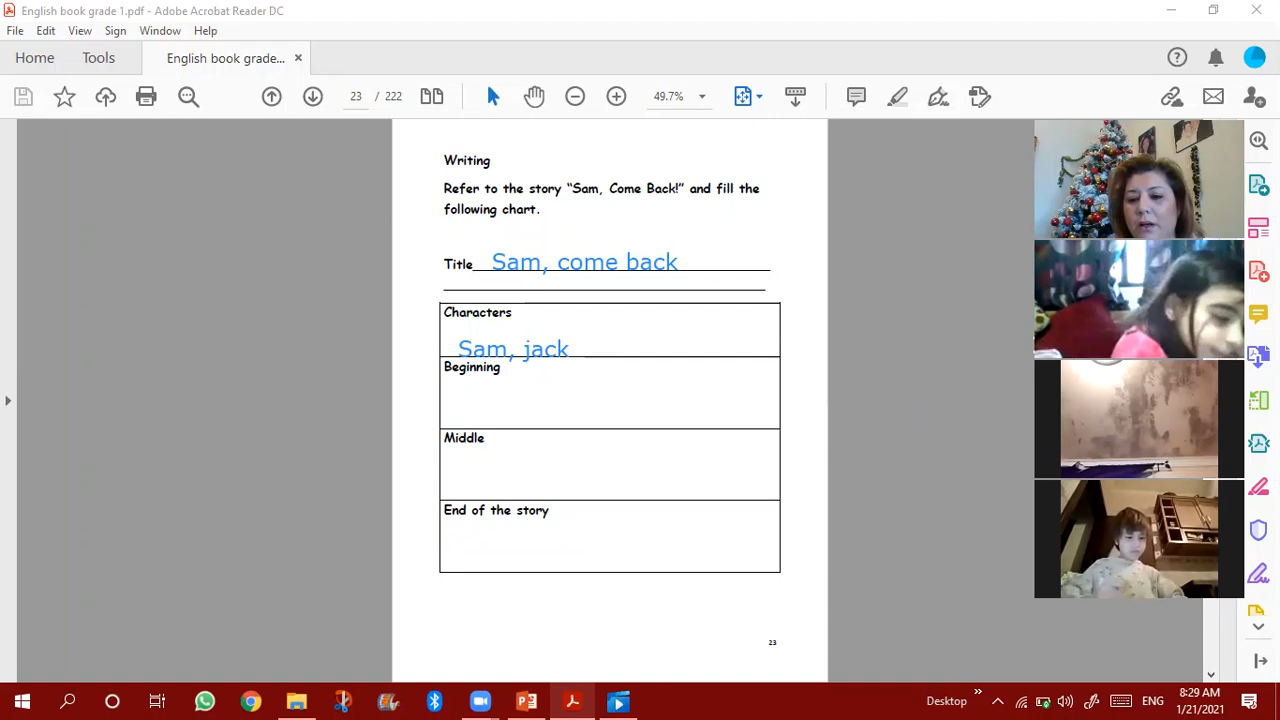 English book grade 1.pdf - Adobe Acrobat Reader DC
File Edit View Sign Window Help
Home Tools English book grade... ×
23 / 222 49.7%
Writing
Refer to the story “Sam, Come Back!” and fill the
following chart.
Title Sam, come back
Characters
Sam, jack
Beginning
Middle
End of the story
23
Desktop » ENG 8:29 AM
1/21/2021